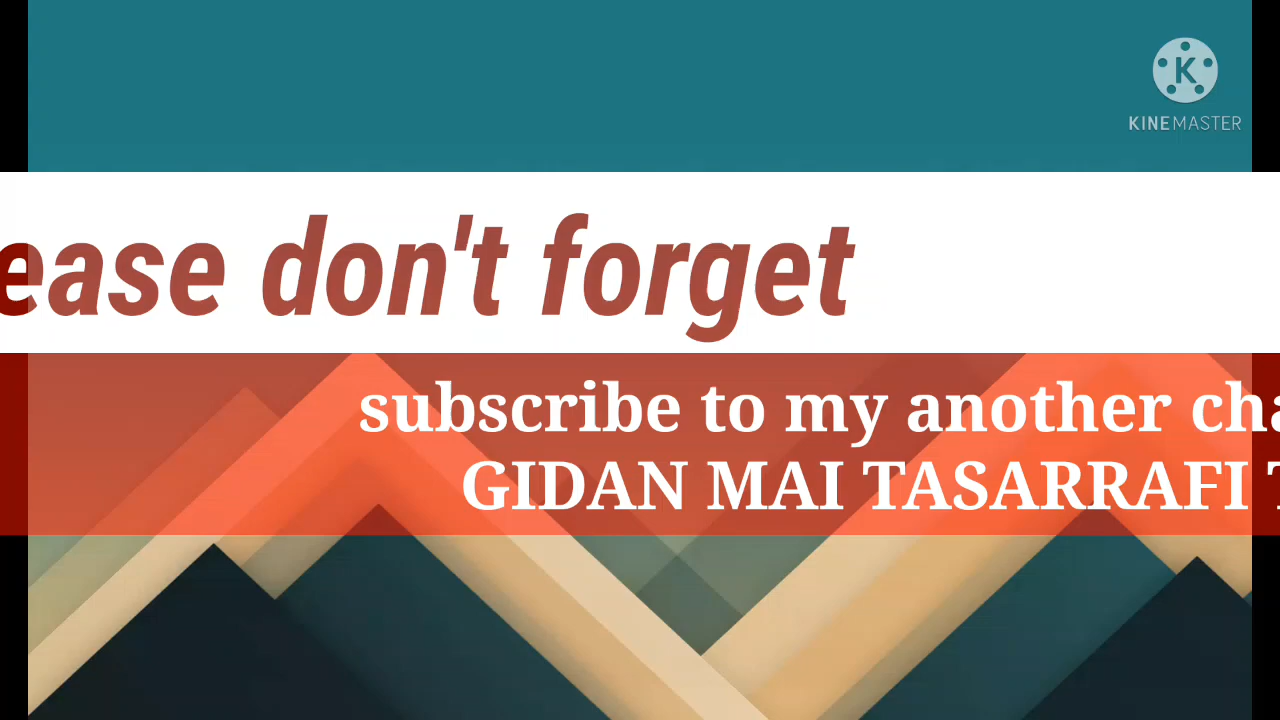 K
KINEMASTER
ease don't forget
subscribe to my another cha
GIDAN MAI TASARRAFI T